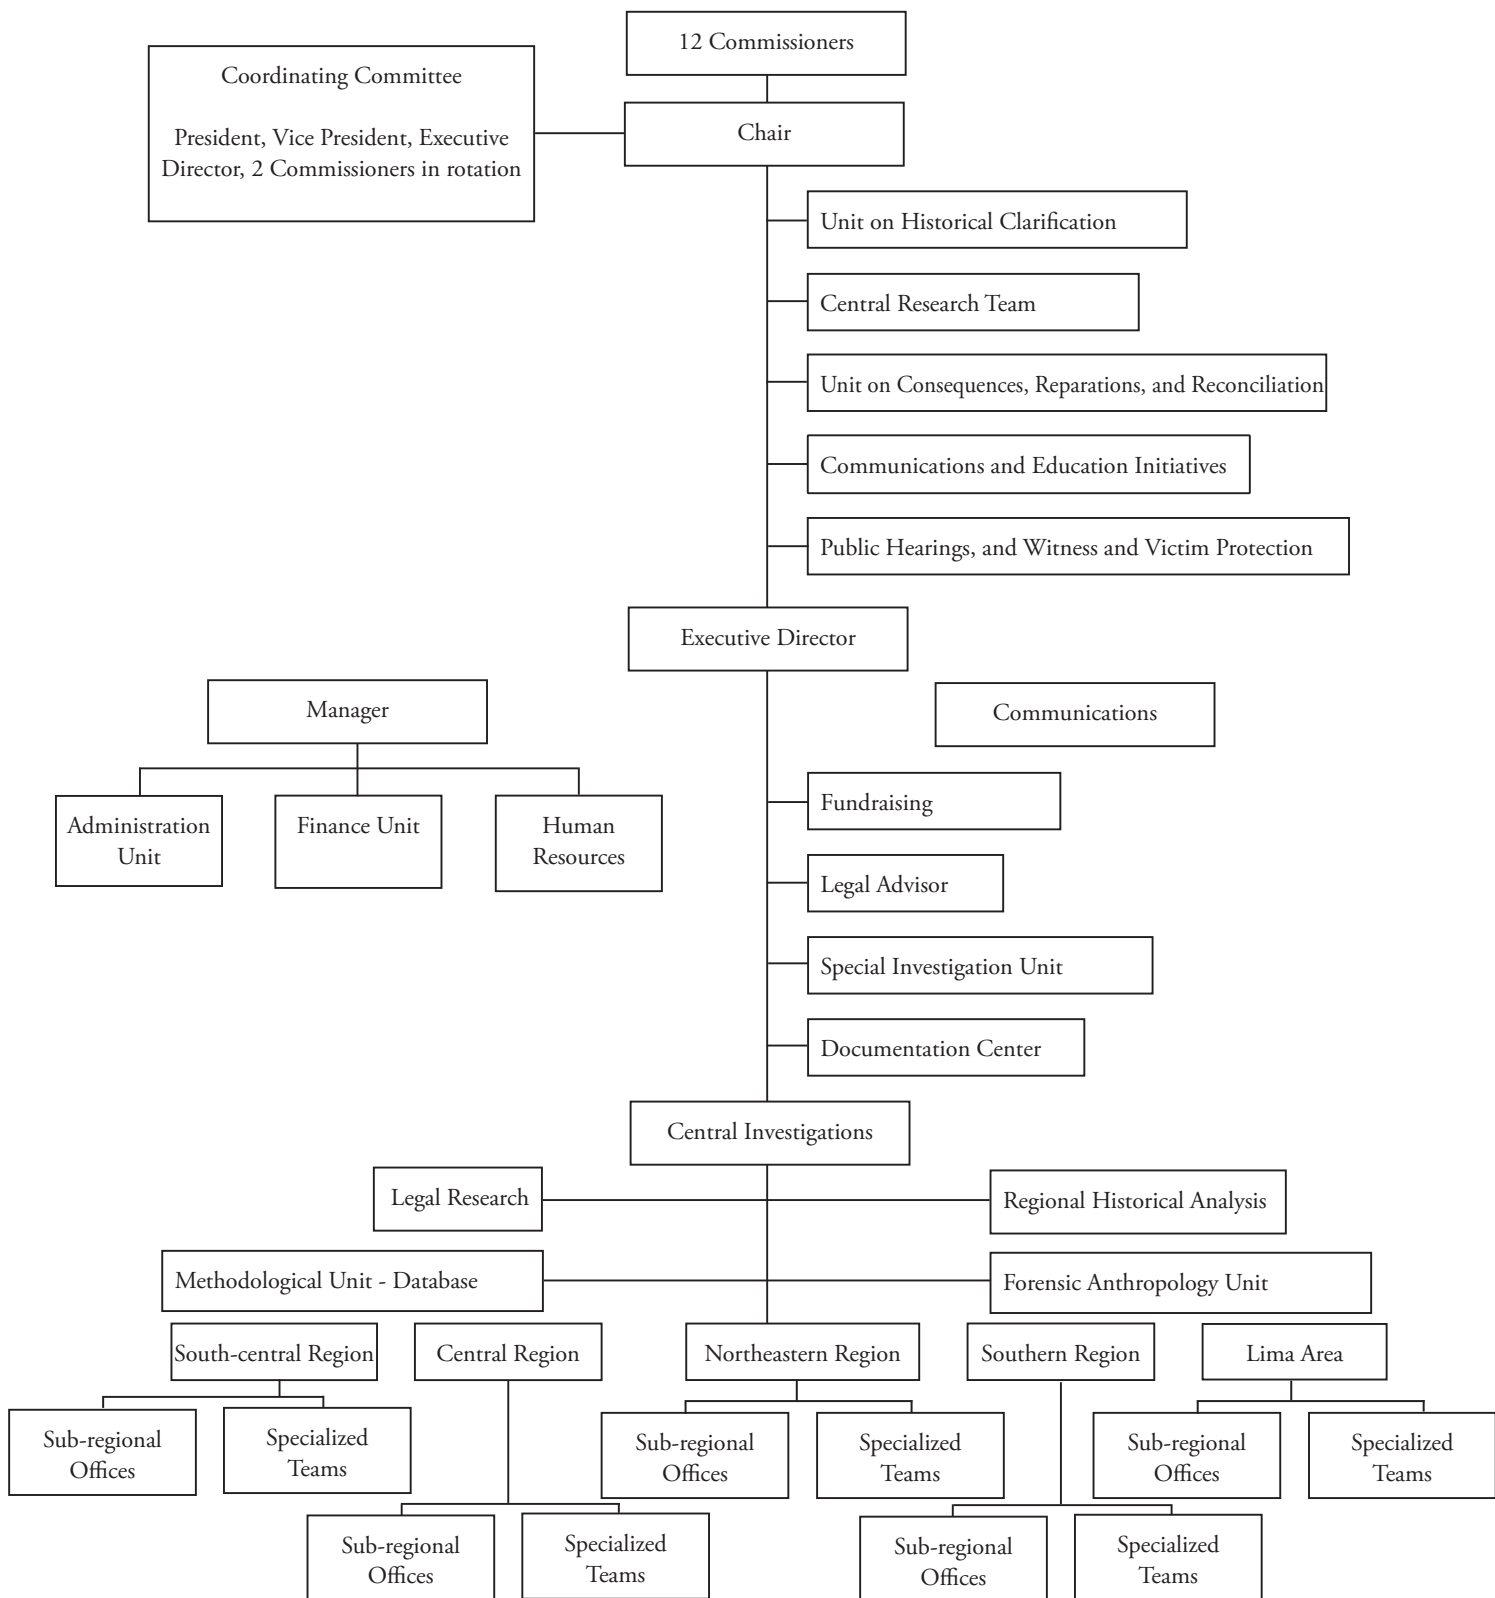 12 Commissioners
Coordinating Committee
President, Vice President, Executive
Director, 2 Commissioners in rotation
Chair
Unit on Historical Clarification
Central Research Team
Unit on Consequences, Reparations, and Reconciliation
Communications and Education Initiatives
Public Hearings, and Witness and Victim Protection
Executive Director
Manager
Communications
Administration
Unit
Finance Unit
Human
Resources
Fundraising
Legal Advisor
Special Investigation Unit
Documentation Center
Central Investigations
Legal Research
Regional Historical Analysis
Methodological Unit - Database
Forensic Anthropology Unit
South-central Region
Central Region
Northeastern Region
Southern Region
Lima Area
Sub-regional
Offices
Specialized
Teams
Sub-regional
Offices
Specialized
Teams
Sub-regional
Offices
Specialized
Teams
Sub-regional
Offices
Specialized
Teams
Sub-regional
Offices
Specialized
Teams